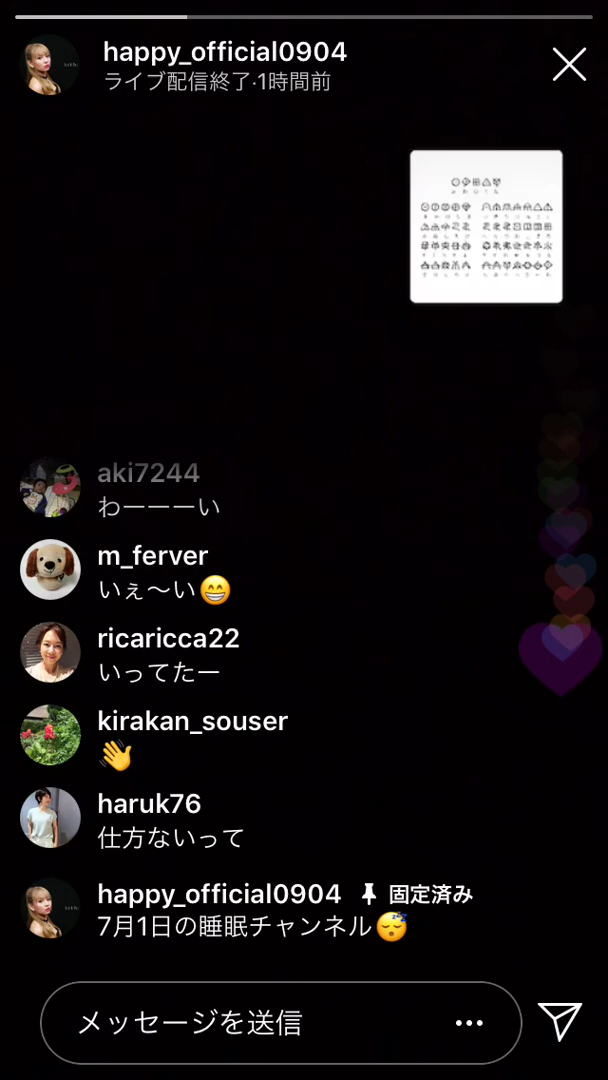 happy_official0904
ライブ配信終了·1時間前
aki7244
わーーーい
m_ferver
いぇ〜い😁
ricaricca22
いってたー
kirakan_souser
👋
haruk76
仕方ないって
happy_official0904 固定済み
7月1日の睡眠チャンネル😴
メッセージを送信